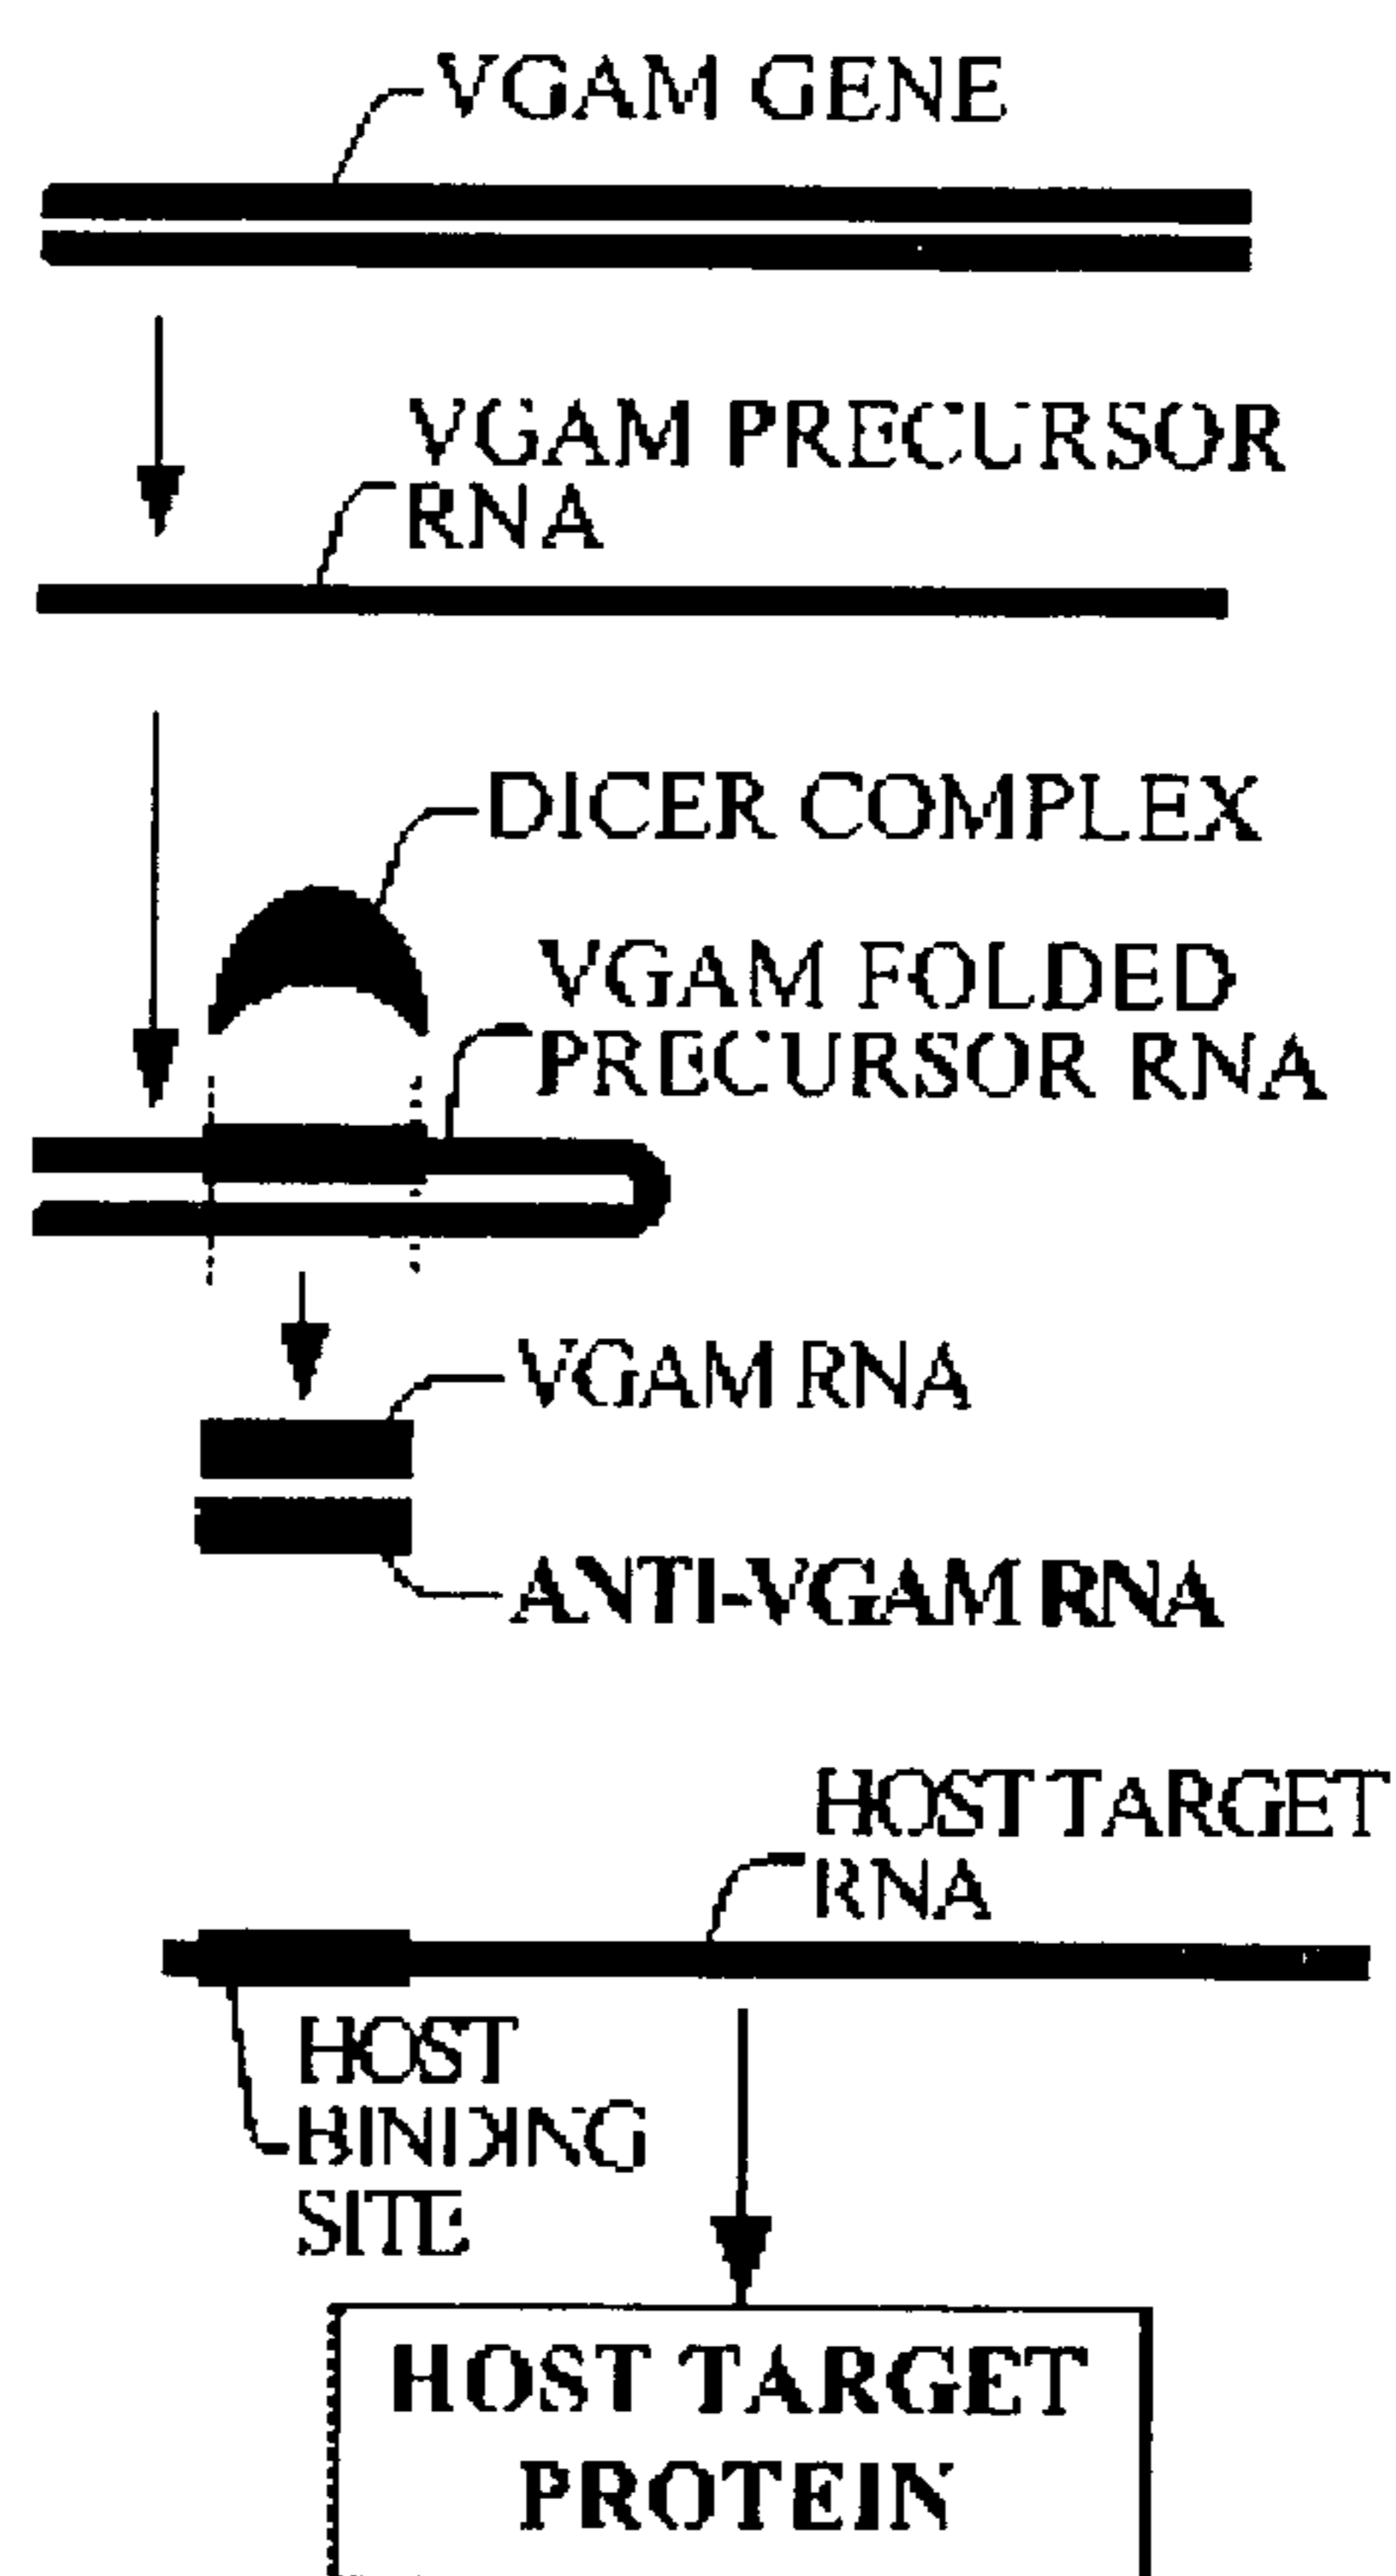 VGAM GENE
VGAM PRECURSOR
RNA
DICER COMPLEX
VGAM FOLDED
PRECURSOR RNA
VGAM RNA
ANTI-VGAM RNA
HOST TARGET
RNA
HOST
BINDING
SITE
HOST TARGET
PROTEIN